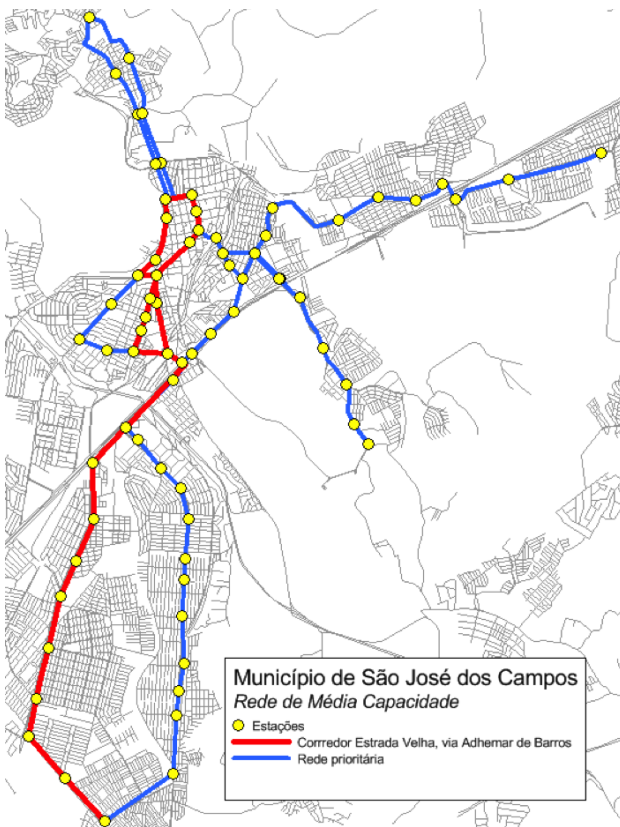 Município de São José dos Campos
Rede de Média Capacidade
Estações
Corrredor Estrada Velha, via Adhemar de Barros
Rede prioritária